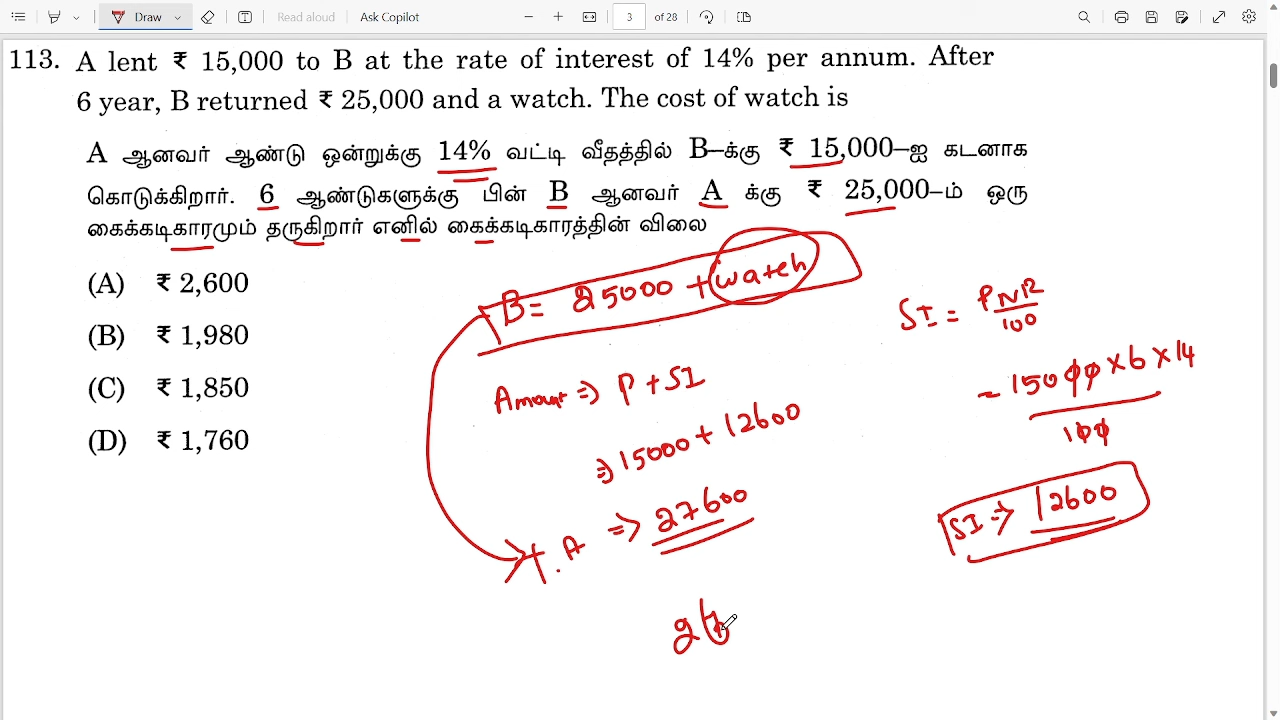 Draw
Read aloud
Ask Copilot
3
of 28
113. A lent ₹ 15,000 to B at the rate of interest of 14% per annum. After
6 year, B returned ₹ 25,000 and a watch. The cost of watch is
A ஆனவர் ஆண்டு ஒன்றுக்கு 14% வட்டி வீதத்தில் B–க்கு ₹ 15,000–ஐ கடனாக
கொடுக்கிறார். 6 ஆண்டுகளுக்கு பின் B ஆனவர் A க்கு ₹ 25,000–ம் ஒரு
கைக்கடிகாரமும் தருகிறார் எனில் கைக்கடிகாரத்தின் விலை
(A) ₹ 2,600
(B) ₹ 1,980
(C) ₹ 1,850
(D) ₹ 1,760
B = 25000 + watch
Amount ⇒ P + SI
⇒ 15000 + 12600
T.A ⇒ 27600
SI = PNR/100
= 15000 × 6 × 14
100
SI ⇒ 12600